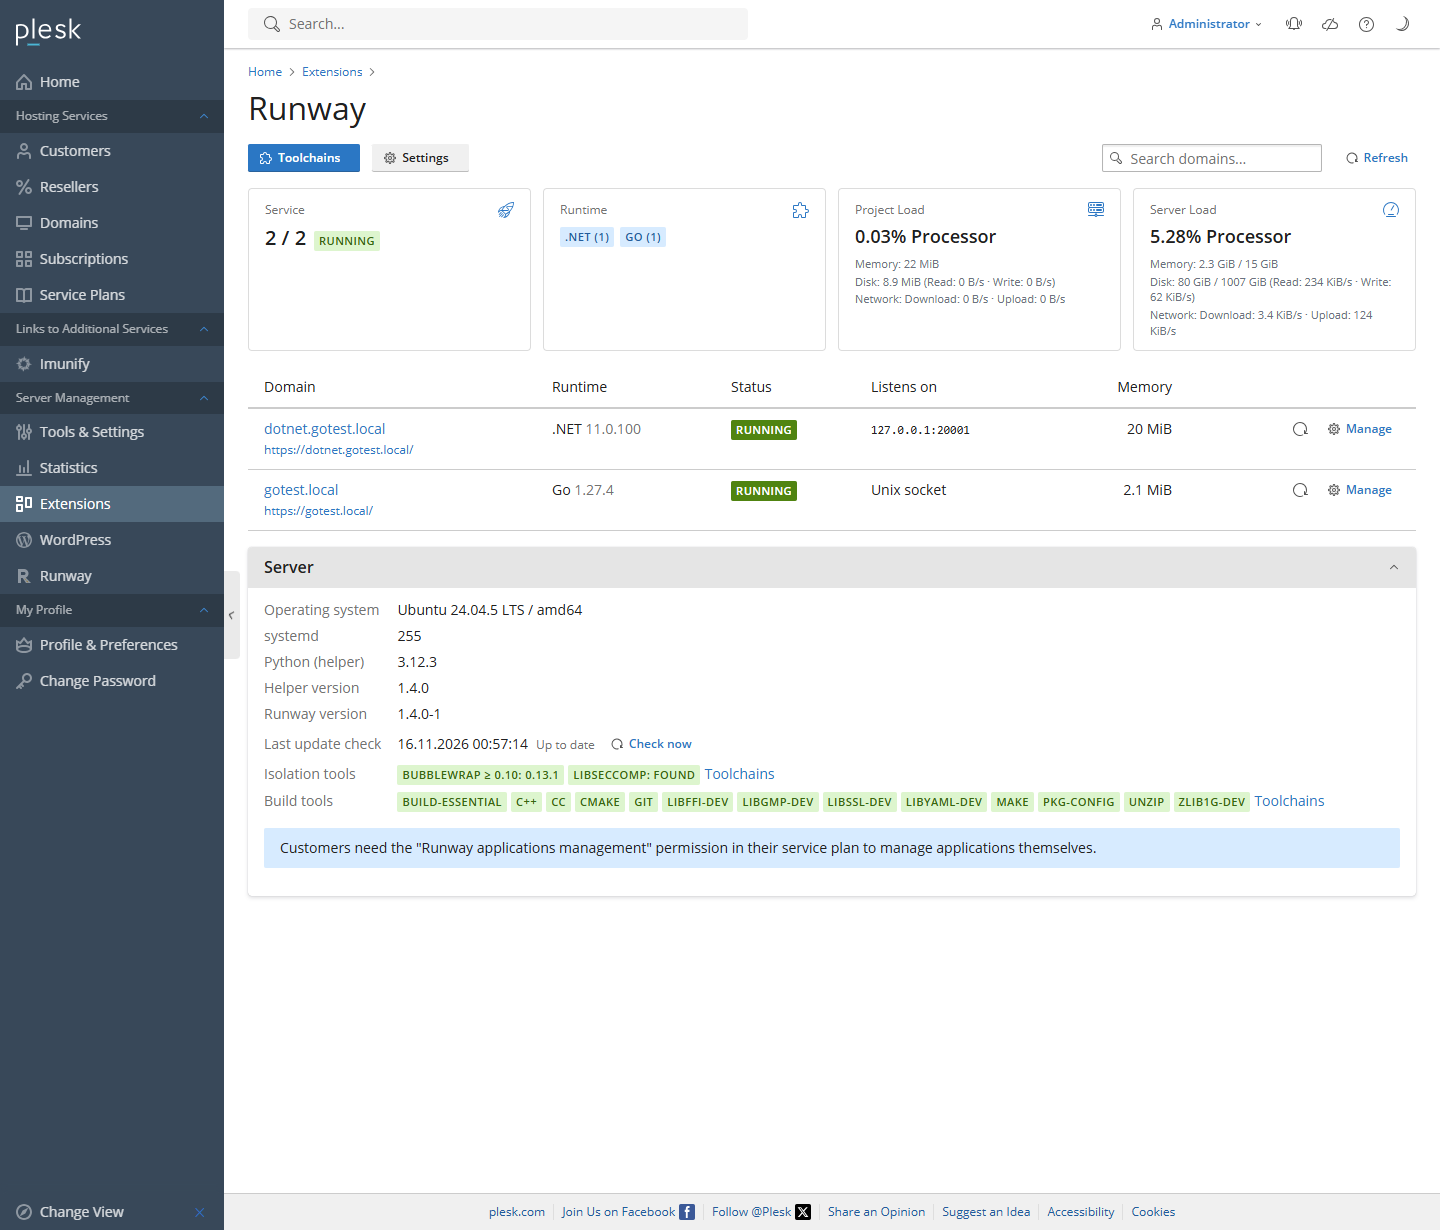 plesk
Search...
Administrator
Home
Hosting Services
Customers
Resellers
Domains
Subscriptions
Service Plans
Links to Additional Services
Imunify
Server Management
Tools & Settings
Statistics
Extensions
WordPress
Runway
My Profile
Profile & Preferences
Change Password
Change View
Home > Extensions >
Runway
Toolchains
Settings
Search domains...
Refresh
Service
2 / 2 RUNNING
Runtime
.NET (1) GO (1)
Project Load
0.03% Processor
Memory: 22 MiB
Disk: 8.9 MiB (Read: 0 B/s · Write: 0 B/s)
Network: Download: 0 B/s · Upload: 0 B/s
Server Load
5.28% Processor
Memory: 2.3 GiB / 15 GiB
Disk: 80 GiB / 1007 GiB (Read: 234 KiB/s · Write:
62 KiB/s)
Network: Download: 3.4 KiB/s · Upload: 124
KiB/s
Domain Runtime Status Listens on Memory
dotnet.gotest.local .NET 11.0.100 RUNNING 127.0.0.1:20001 20 MiB Manage
https://dotnet.gotest.local/
gotest.local Go 1.27.4 RUNNING Unix socket 2.1 MiB Manage
https://gotest.local/
Server
Operating system Ubuntu 24.04.5 LTS / amd64
systemd 255
Python (helper) 3.12.3
Helper version 1.4.0
Runway version 1.4.0-1
Last update check 16.11.2026 00:57:14 Up to date Check now
Isolation tools BUBBLEWRAP ≥ 0.10: 0.13.1 LIBSECCOMP: FOUND Toolchains
Build tools BUILD-ESSENTIAL C++ CC CMAKE GIT LIBFFI-DEV LIBGMP-DEV LIBSSL-DEV LIBYAML-DEV MAKE PKG-CONFIG UNZIP ZLIB1G-DEV Toolchains
Customers need the "Runway applications management" permission in their service plan to manage applications themselves.
plesk.com Join Us on Facebook Follow @Plesk Share an Opinion Suggest an Idea Accessibility Cookies